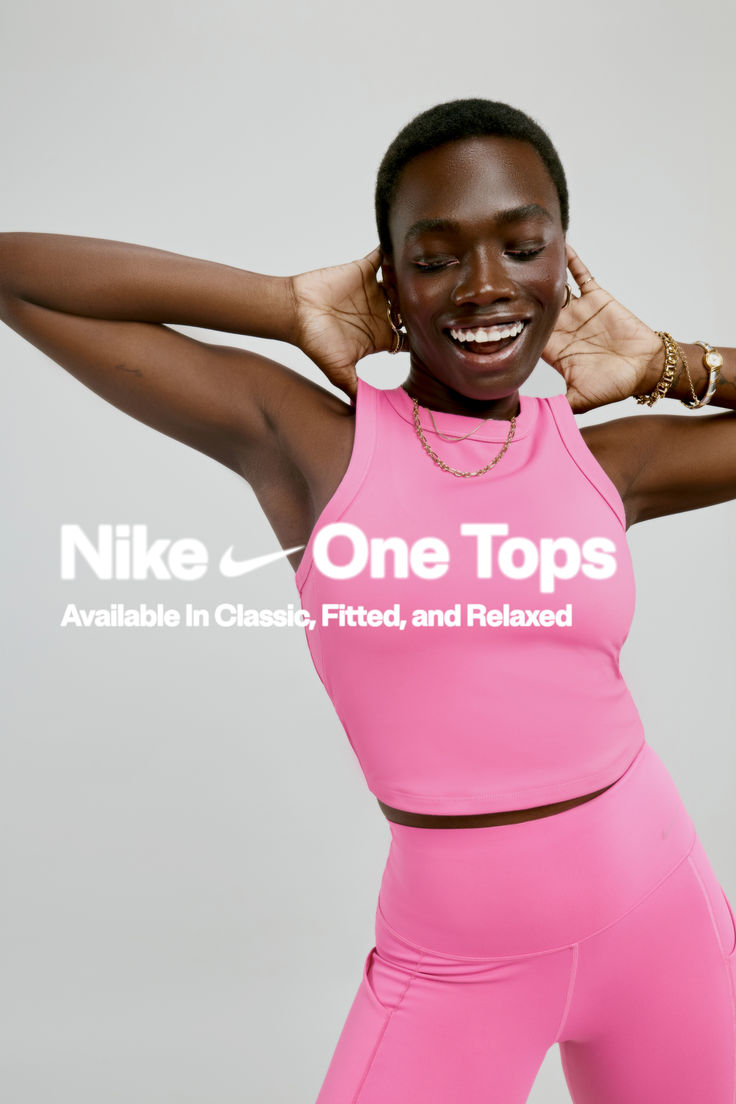 Nike One Tops
Available In Classic, Fitted, and Relaxed